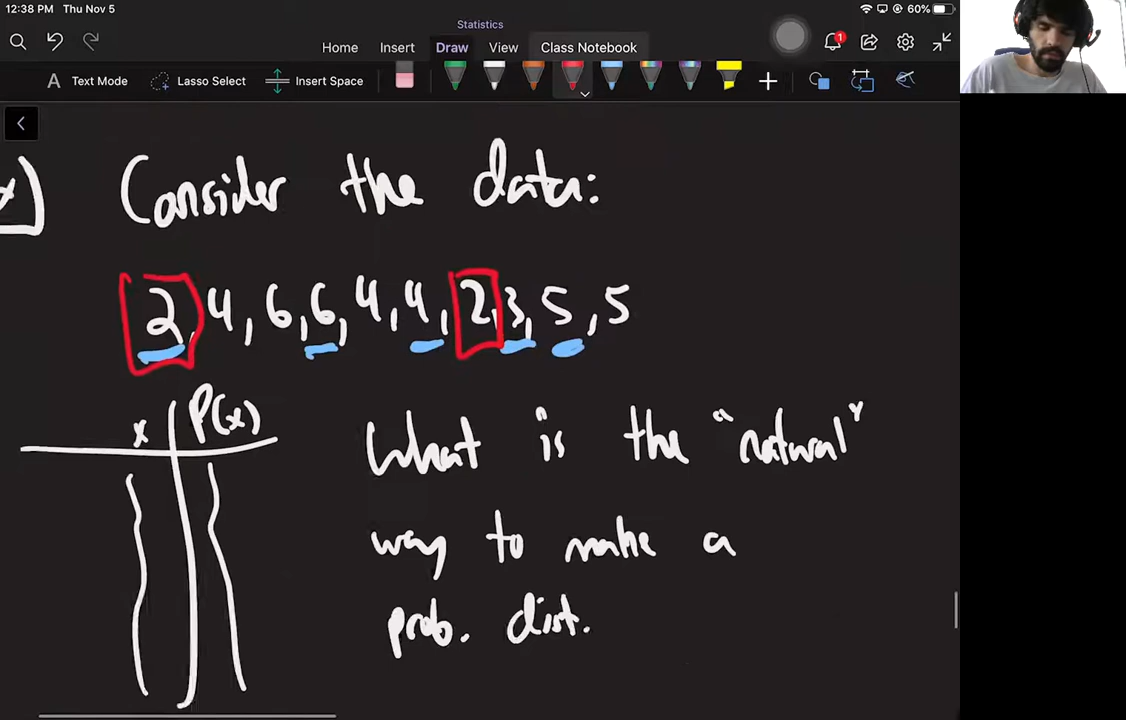 12:38 PM Thu Nov 5
60%
Statistics
Home Insert Draw View Class Notebook
1
A Text Mode Lasso Select Insert Space
Consider the data:
2, 4, 6, 6, 4, 4, 2, 3, 5, 5
x P(x)
What is the "natural"
way to make a
prob. dist.